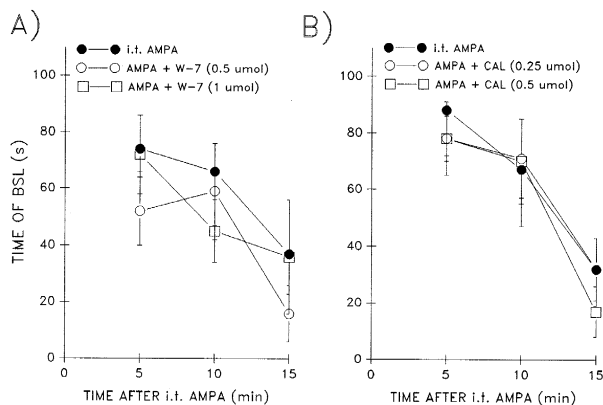 A)
i.t. AMPA
AMPA + W-7 (0.5 umol)
AMPA + W-7 (1 umol)
100
80
60
40
20
0
TIME OF BSL (s)
0 5 10 15
TIME AFTER i.t. AMPA (min)
B)
i.t. AMPA
AMPA + CAL (0.25 umol)
AMPA + CAL (0.5 umol)
100
80
60
40
20
0
0 5 10 15
TIME AFTER i.t. AMPA (min)